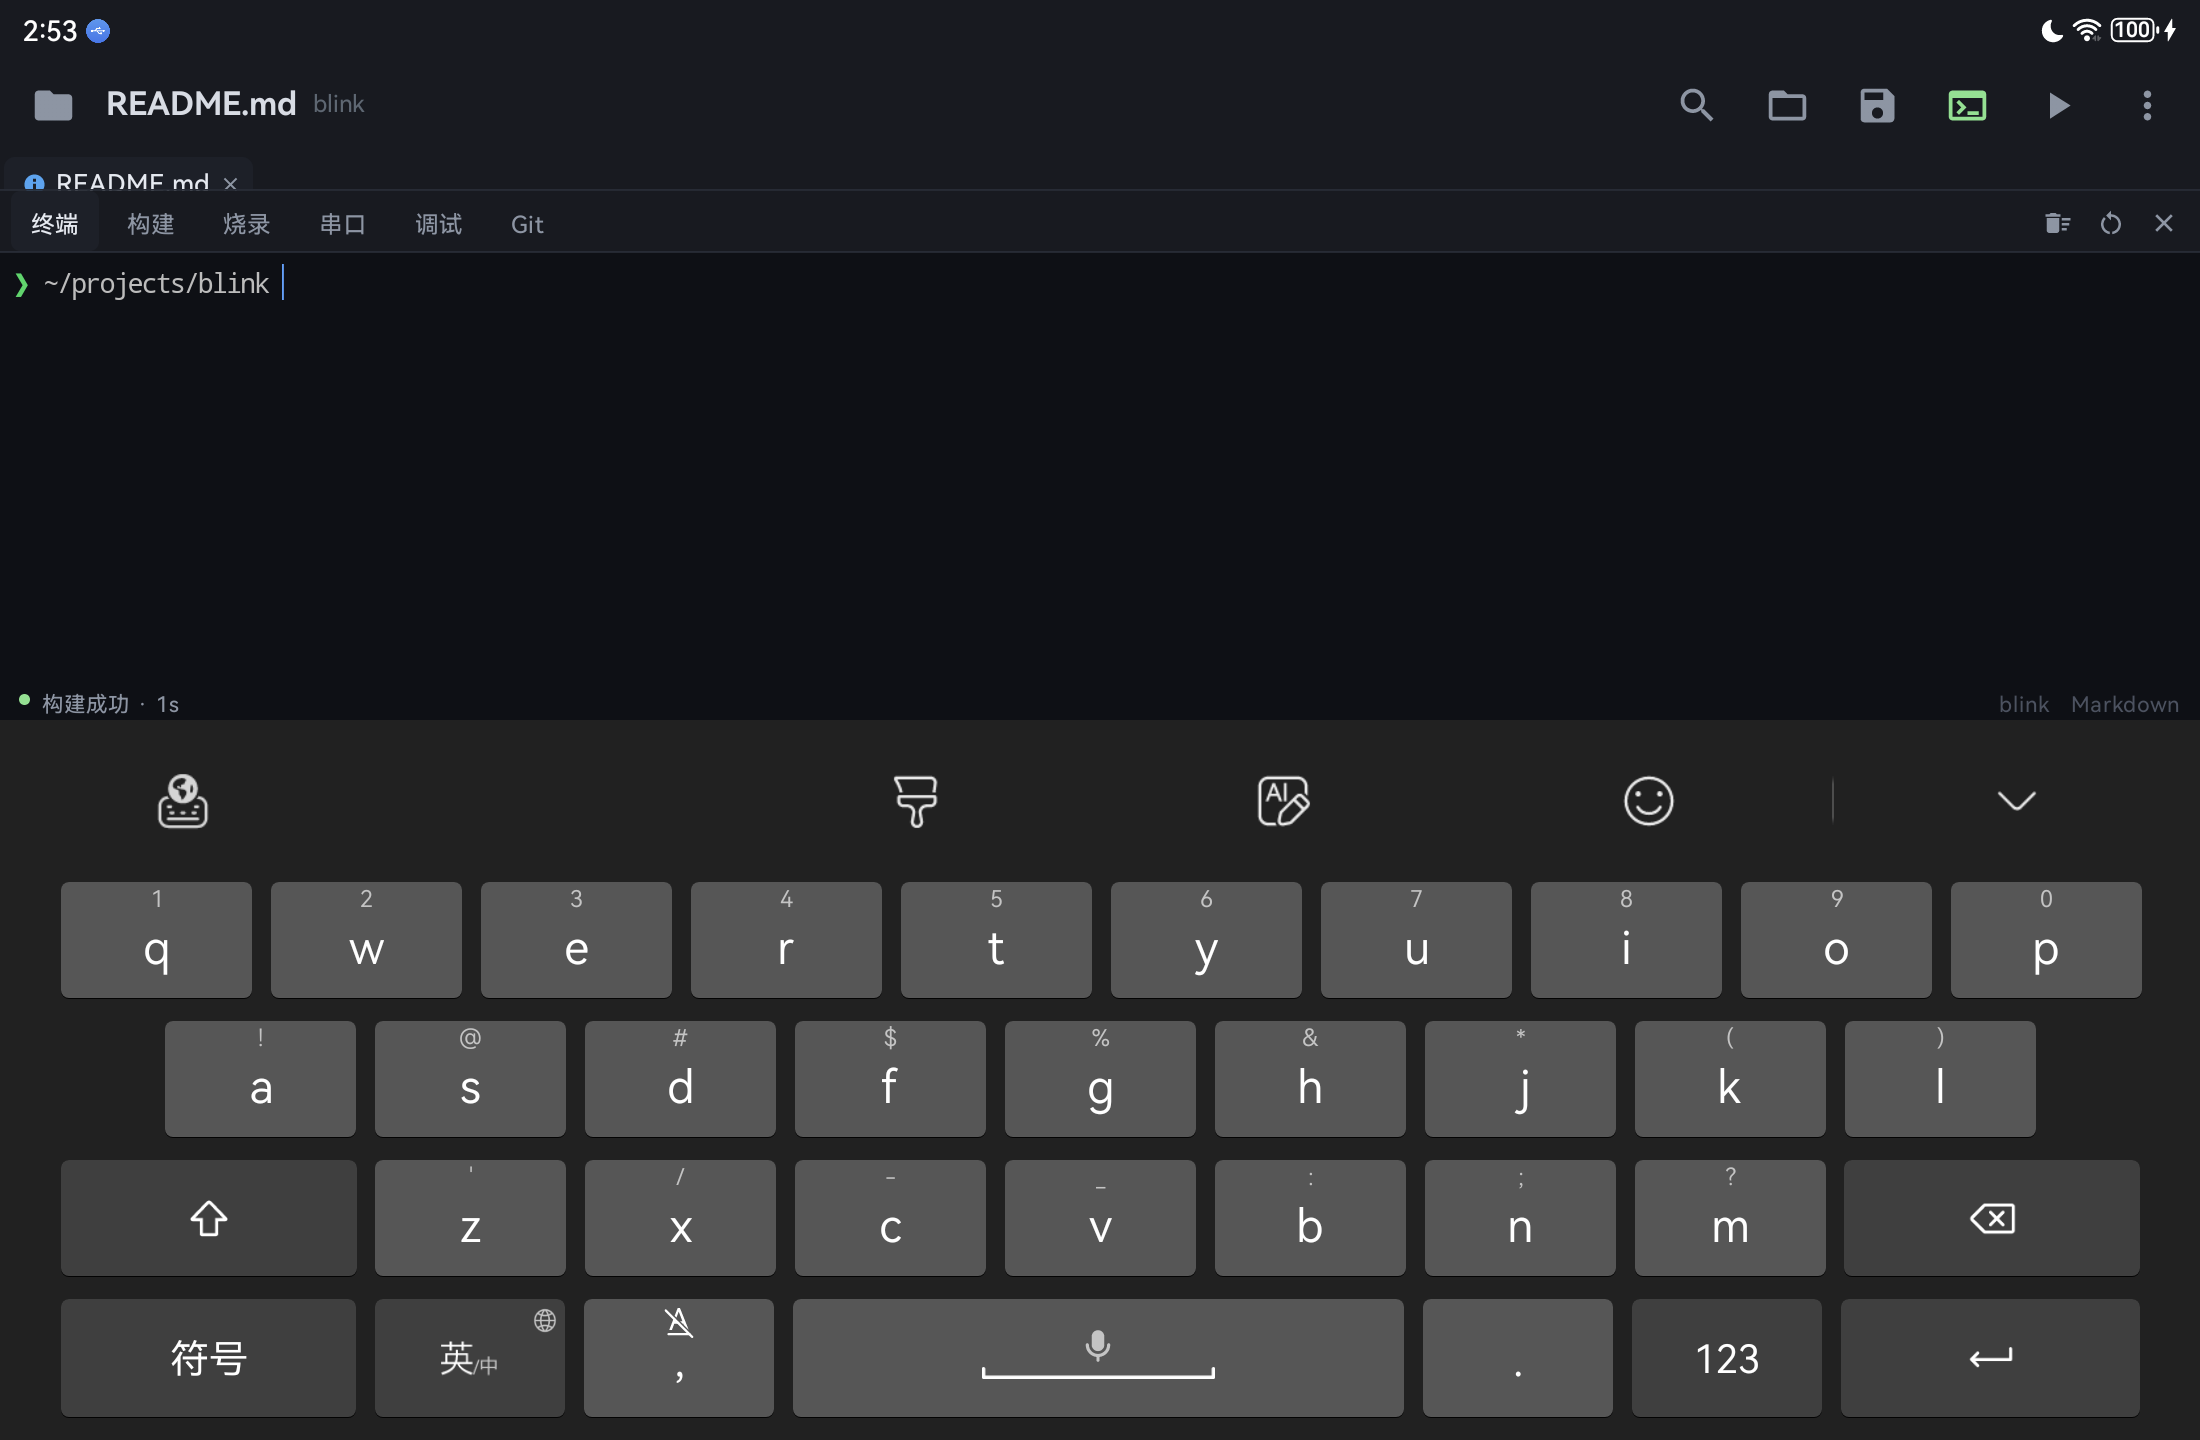 2:53
100
README.md blink
README.md ×
终端 构建 烧录 串口 调试 Git
❯ ~/projects/blink
构建成功 · 1s
blink Markdown
AI
1 2 3 4 5 6 7 8 9 0
q w e r t y u i o p
! @ # $ % & * ( )
a s d f g h j k l
' / - _ : ; ?
z x c v b n m
符号 英/中 , . 123